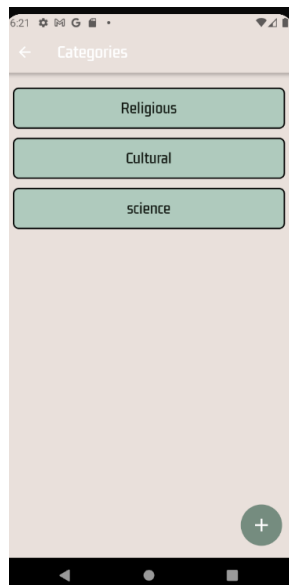 6:21 G
Categories
Religious
Cultural
science
+